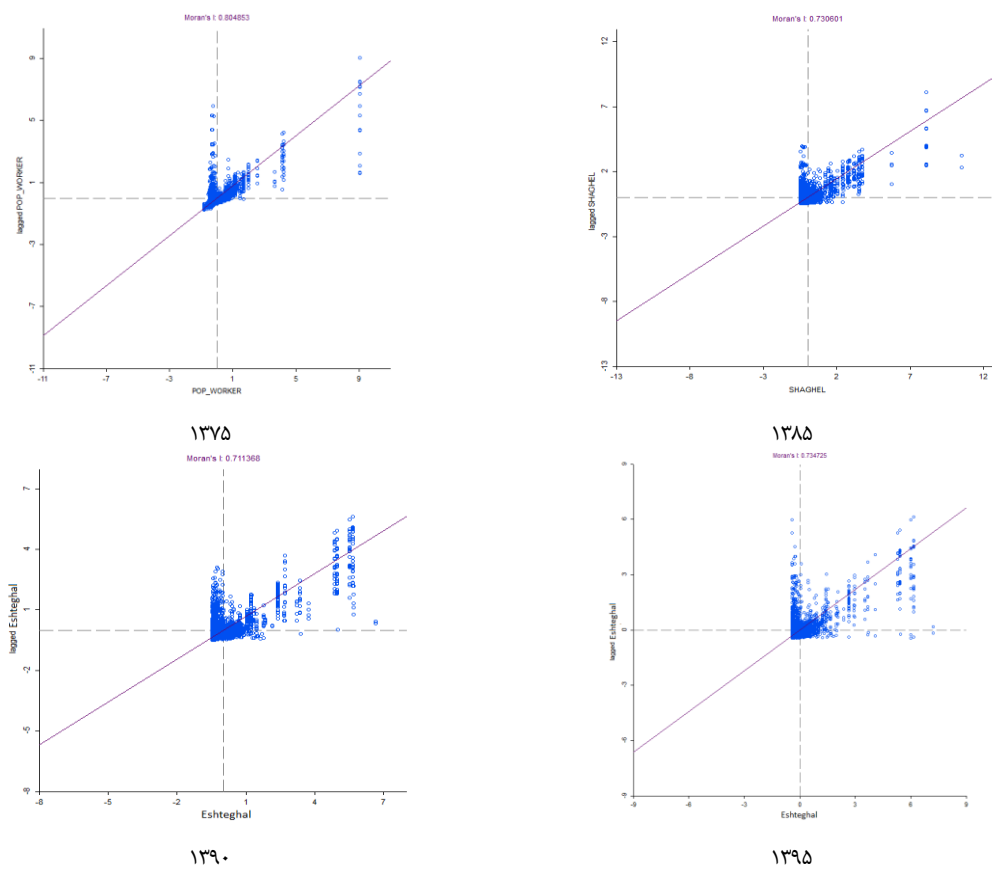 Moran's I: 0.804853
9
5
1
-3
-7
-11
lagged POP_WORKER
-11 -7 -3 1 5 9
POP_WORKER
۱۳۷۵
Moran's I: 0.730601
12
7
2
-3
-8
-13
lagged SHAGHEL
-13 -8 -3 2 7 12
SHAGHEL
۱۳۸۵
Moran's I: 0.711368
7
4
1
-2
-5
-8
lagged Eshteghal
-8 -5 -2 1 4 7
Eshteghal
۱۳۹۰
Moran's I: 0.734725
9
6
3
0
-3
-6
-9
lagged Eshteghal
-9 -6 -3 0 3 6 9
Eshteghal
۱۳۹۵